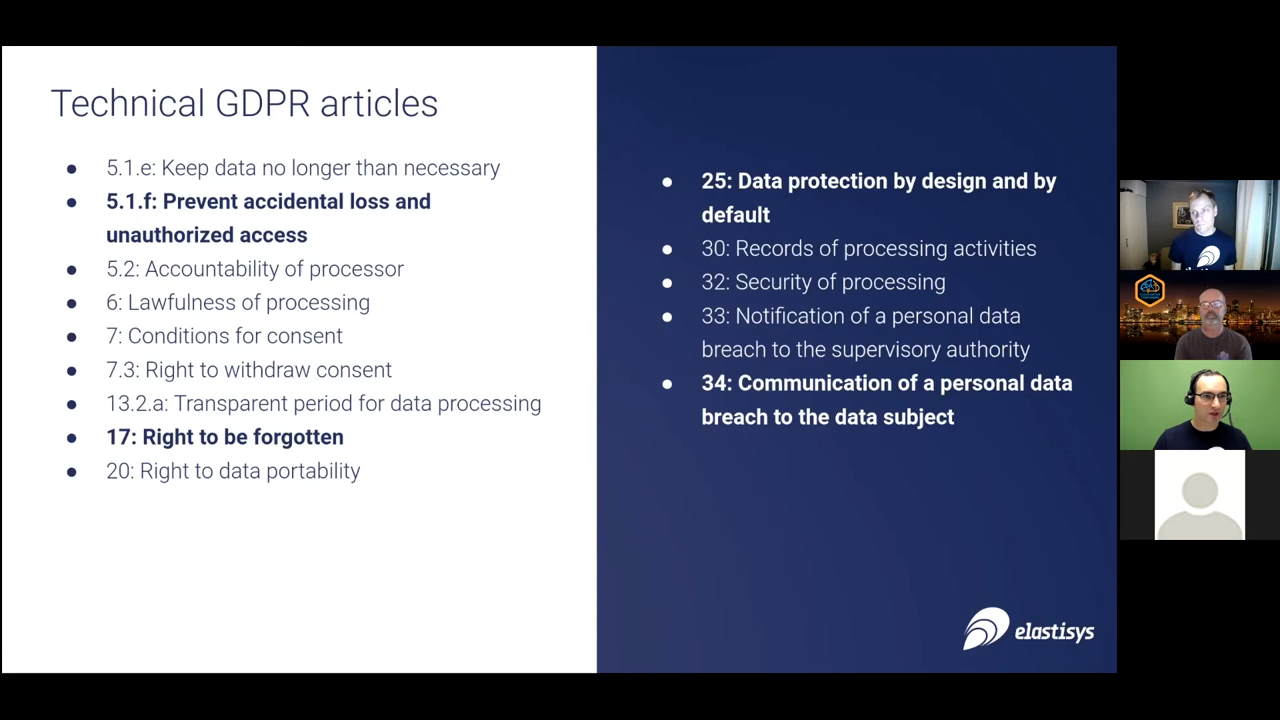 Technical GDPR articles
5.1.e: Keep data no longer than necessary
5.1.f: Prevent accidental loss and
unauthorized access
5.2: Accountability of processor
6: Lawfulness of processing
7: Conditions for consent
7.3: Right to withdraw consent
13.2.a: Transparent period for data processing
17: Right to be forgotten
20: Right to data portability
25: Data protection by design and by
default
30: Records of processing activities
32: Security of processing
33: Notification of a personal data
breach to the supervisory authority
34: Communication of a personal data
breach to the data subject
elastisys